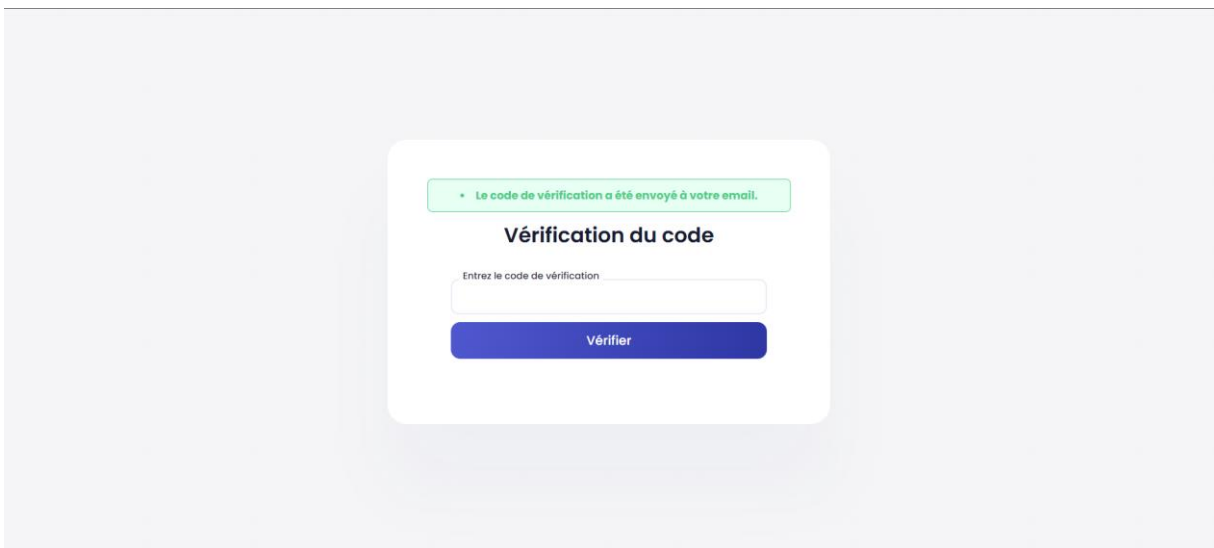 • Le code de vérification a été envoyé à votre email.
Vérification du code
Entrez le code de vérification
Vérifier